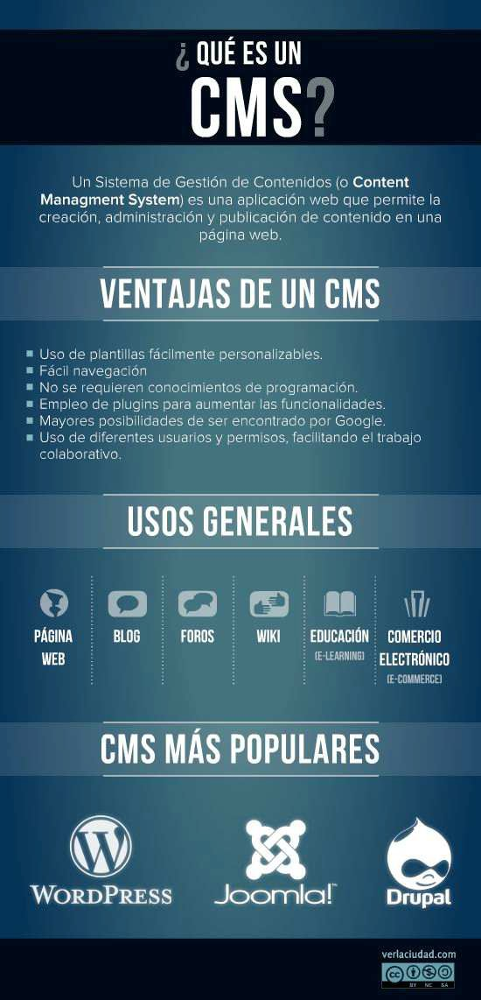 ¿ QUÉ ES UN
CMS?
Un Sistema de Gestión de Contenidos (o Content
Managment System) es una aplicación web que permite la
creación, administración y publicación de contenido en una
página web.
VENTAJAS DE UN CMS
Uso de plantillas fácilmente personalizables.
Fácil navegación
No se requieren conocimientos de programación.
Empleo de plugins para aumentar las funcionalidades.
Mayores posibilidades de ser encontrado por Google.
Uso de diferentes usuarios y permisos, facilitando el trabajo
colaborativo.
USOS GENERALES
PÁGINA
WEB
BLOG
FOROS
WIKI
EDUCACIÓN
(E-LEARNING)
COMERCIO
ELECTRÓNICO
(E-COMMERCE)
CMS MÁS POPULARES
W
WORDPRESS
Joomla!™
Drupal
verlaciudad.com
cc
BY NC SA